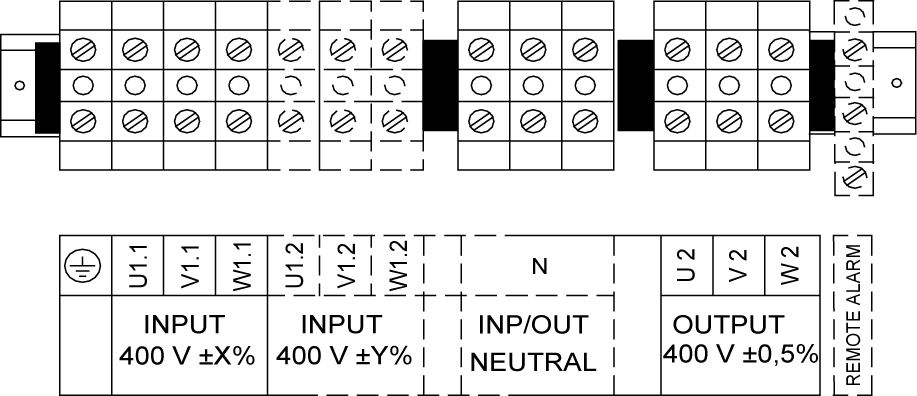 U1.1
V1.1
W1.1
U1.2
V1.2
W1.2
N
U 2
V 2
W 2
INPUT
400 V ±X%
INPUT
400 V ±Y%
INP/OUT
NEUTRAL
OUTPUT
400 V ±0,5%
REMOTE ALARM